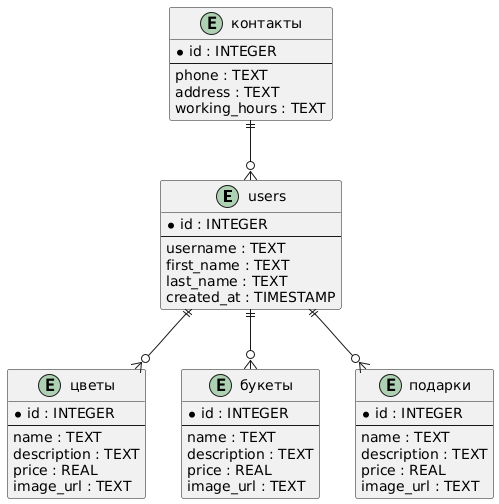 E контакты
* id : INTEGER
phone : TEXT
address : TEXT
working_hours : TEXT
E users
* id : INTEGER
username : TEXT
first_name : TEXT
last_name : TEXT
created_at : TIMESTAMP
E цветы
* id : INTEGER
name : TEXT
description : TEXT
price : REAL
image_url : TEXT
E букеты
* id : INTEGER
name : TEXT
description : TEXT
price : REAL
image_url : TEXT
E подарки
* id : INTEGER
name : TEXT
description : TEXT
price : REAL
image_url : TEXT